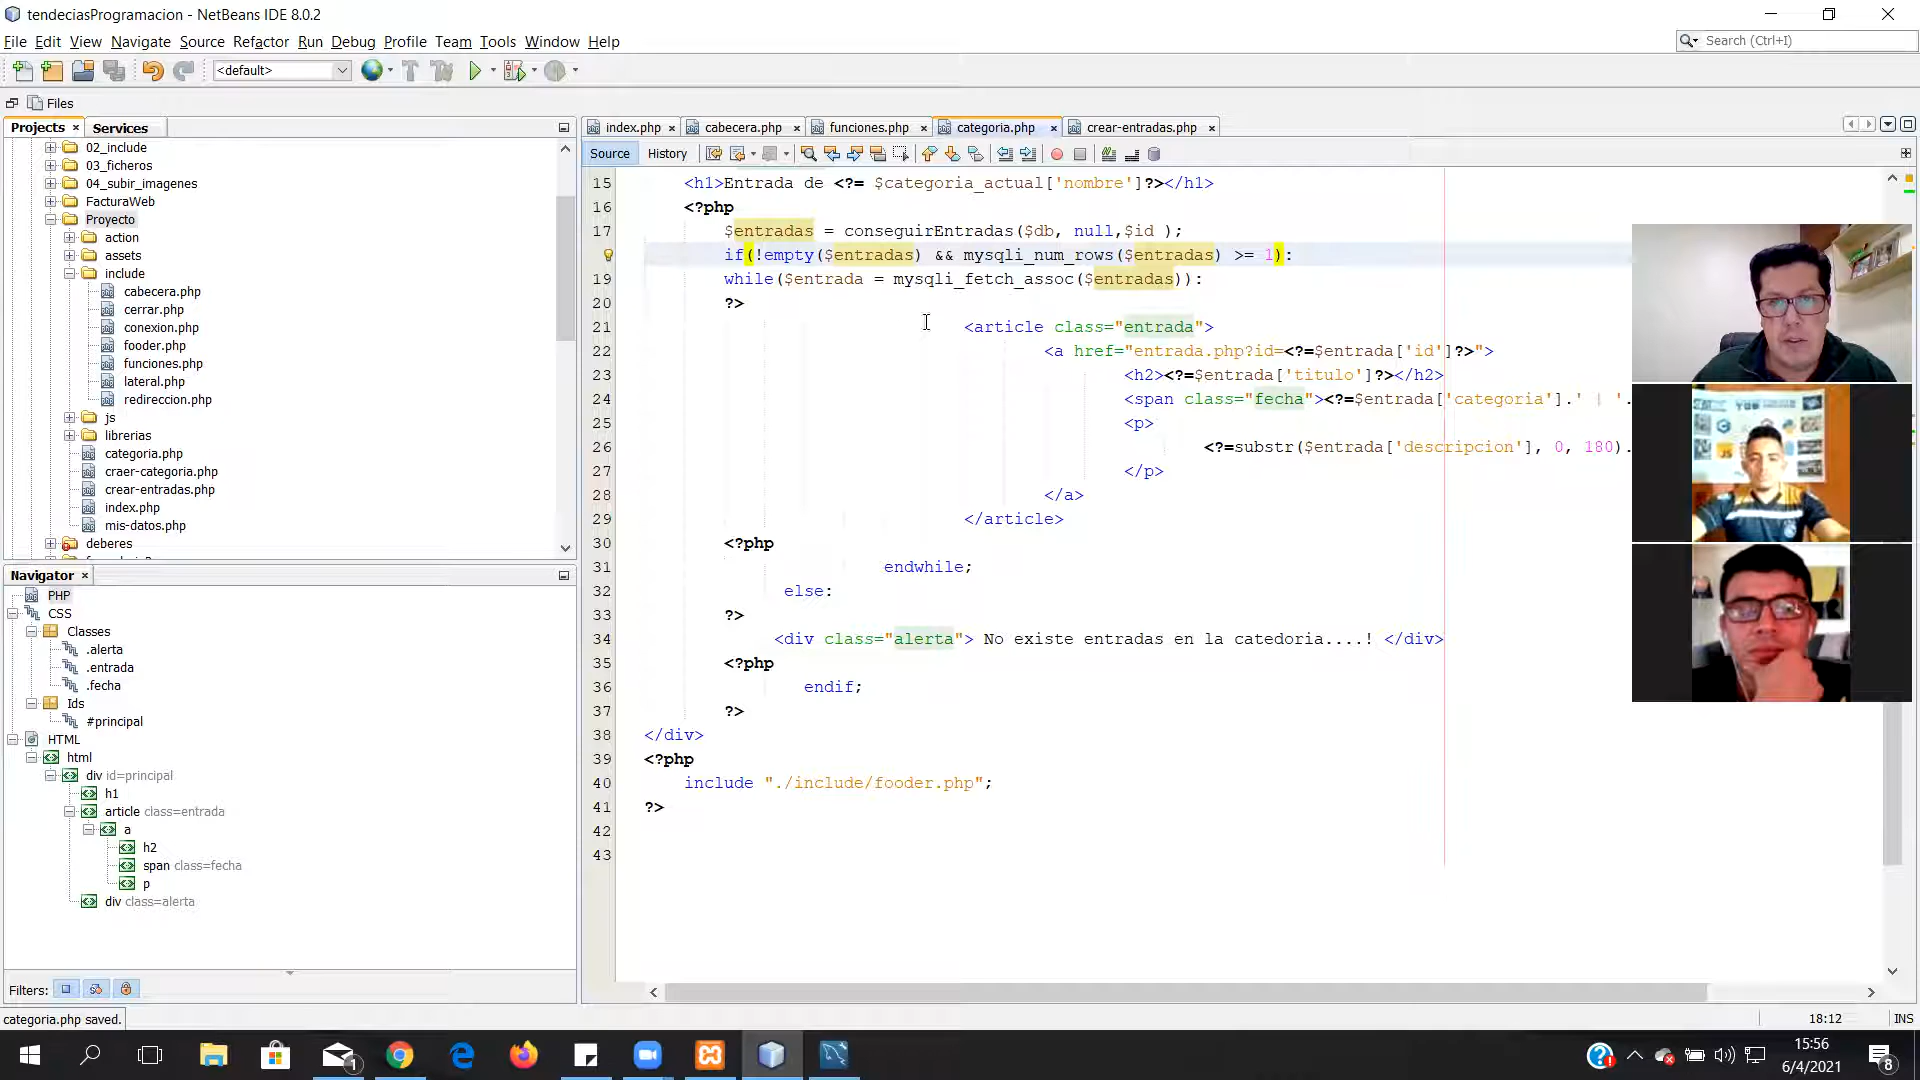 tendeciasProgramacion - NetBeans IDE 8.0.2
File Edit View Navigate Source Refactor Run Debug Profile Team Tools Window Help
Search (Ctrl+I)
<default>
Files
Projects
Services
02_include
03_ficheros
04_subir_imagenes
FacturaWeb
Proyecto
action
assets
include
cabecera.php
cerrar.php
conexion.php
fooder.php
funciones.php
lateral.php
redireccion.php
js
librerias
categoria.php
craer-categoria.php
crear-entradas.php
index.php
mis-datos.php
deberes
Navigator
PHP
CSS
Classes
.alerta
.entrada
.fecha
Ids
#principal
HTML
html
div id=principal
h1
article class=entrada
a
h2
span class=fecha
p
div class=alerta
Filters:
index.php cabecera.php funciones.php categoria.php crear-entradas.php
Source History
15 <h1>Entrada de <?= $categoria_actual['nombre']?></h1>
16 <?php
17 $entradas = conseguirEntradas($db, null,$id );
if(!empty($entradas) && mysqli_num_rows($entradas) >= 1):
19 while($entrada = mysqli_fetch_assoc($entradas)):
20 ?>
21 <article class="entrada">
22 <a href="entrada.php?id=<?=$entrada['id']?>">
23 <h2><?=$entrada['titulo']?></h2>
24 <span class="fecha"><?=$entrada['categoria'].' | '.
25 <p>
26 <?=substr($entrada['descripcion'], 0, 180).
27 </p>
28 </a>
29 </article>
30 <?php
31 endwhile;
32 else:
33 ?>
34 <div class="alerta"> No existe entradas en la catedoria....! </div>
35 <?php
36 endif;
37 ?>
38 </div>
39 <?php
40 include "./include/fooder.php";
41 ?>
42
43
categoria.php saved.
18:12 INS
1
15:56
6/4/2021
8